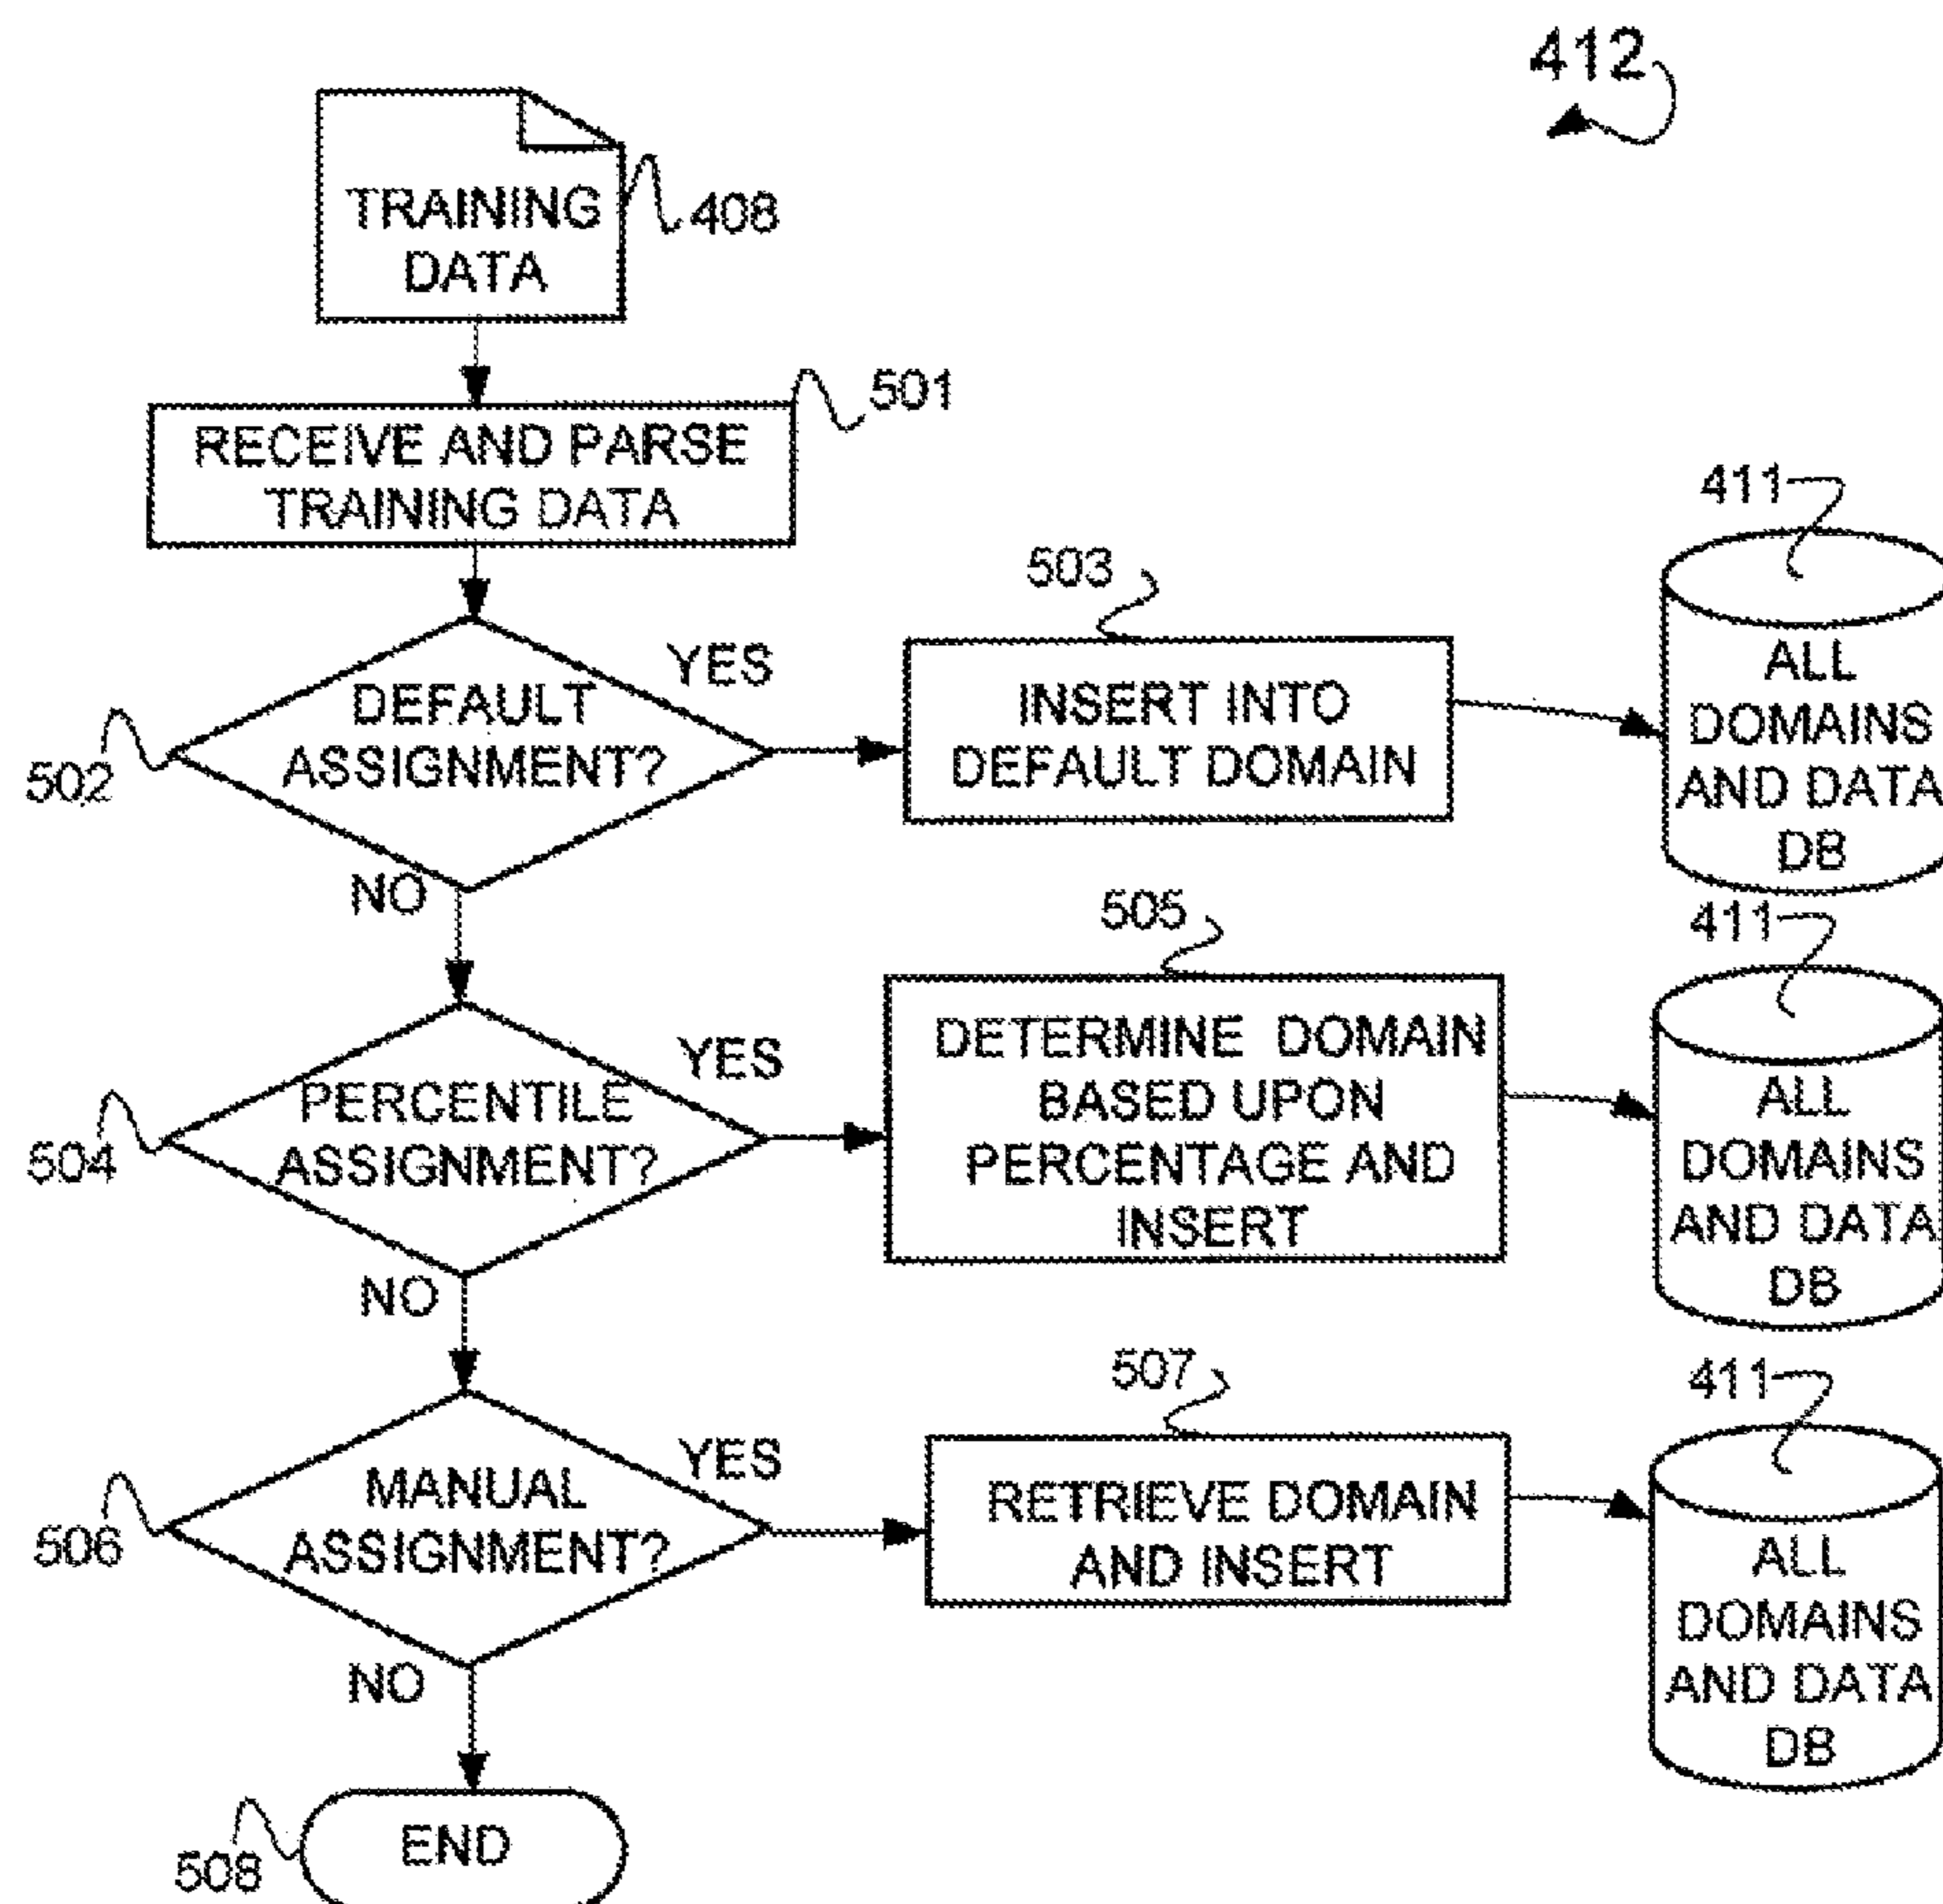 412
TRAINING
DATA
408
501
RECEIVE AND PARSE
TRAINING DATA
502
DEFAULT
ASSIGNMENT?
YES
NO
503
INSERT INTO
DEFAULT DOMAIN
411
ALL
DOMAINS
AND DATA
DB
504
PERCENTILE
ASSIGNMENT?
YES
NO
505
DETERMINE DOMAIN
BASED UPON
PERCENTAGE AND
INSERT
411
ALL
DOMAINS
AND DATA
DB
506
MANUAL
ASSIGNMENT?
YES
NO
507
RETRIEVE DOMAIN
AND INSERT
411
ALL
DOMAINS
AND DATA
DB
508
END